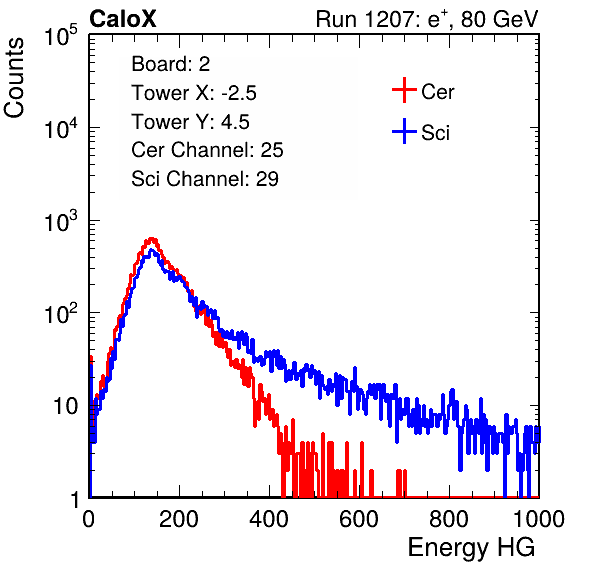 CaloX Run 1207: e⁺, 80 GeV
Counts
Board: 2
Tower X: -2.5
Tower Y: 4.5
Cer Channel: 25
Sci Channel: 29
Cer
Sci
10⁵
10⁴
10³
10²
10
1
0 200 400 600 800 1000
Energy HG